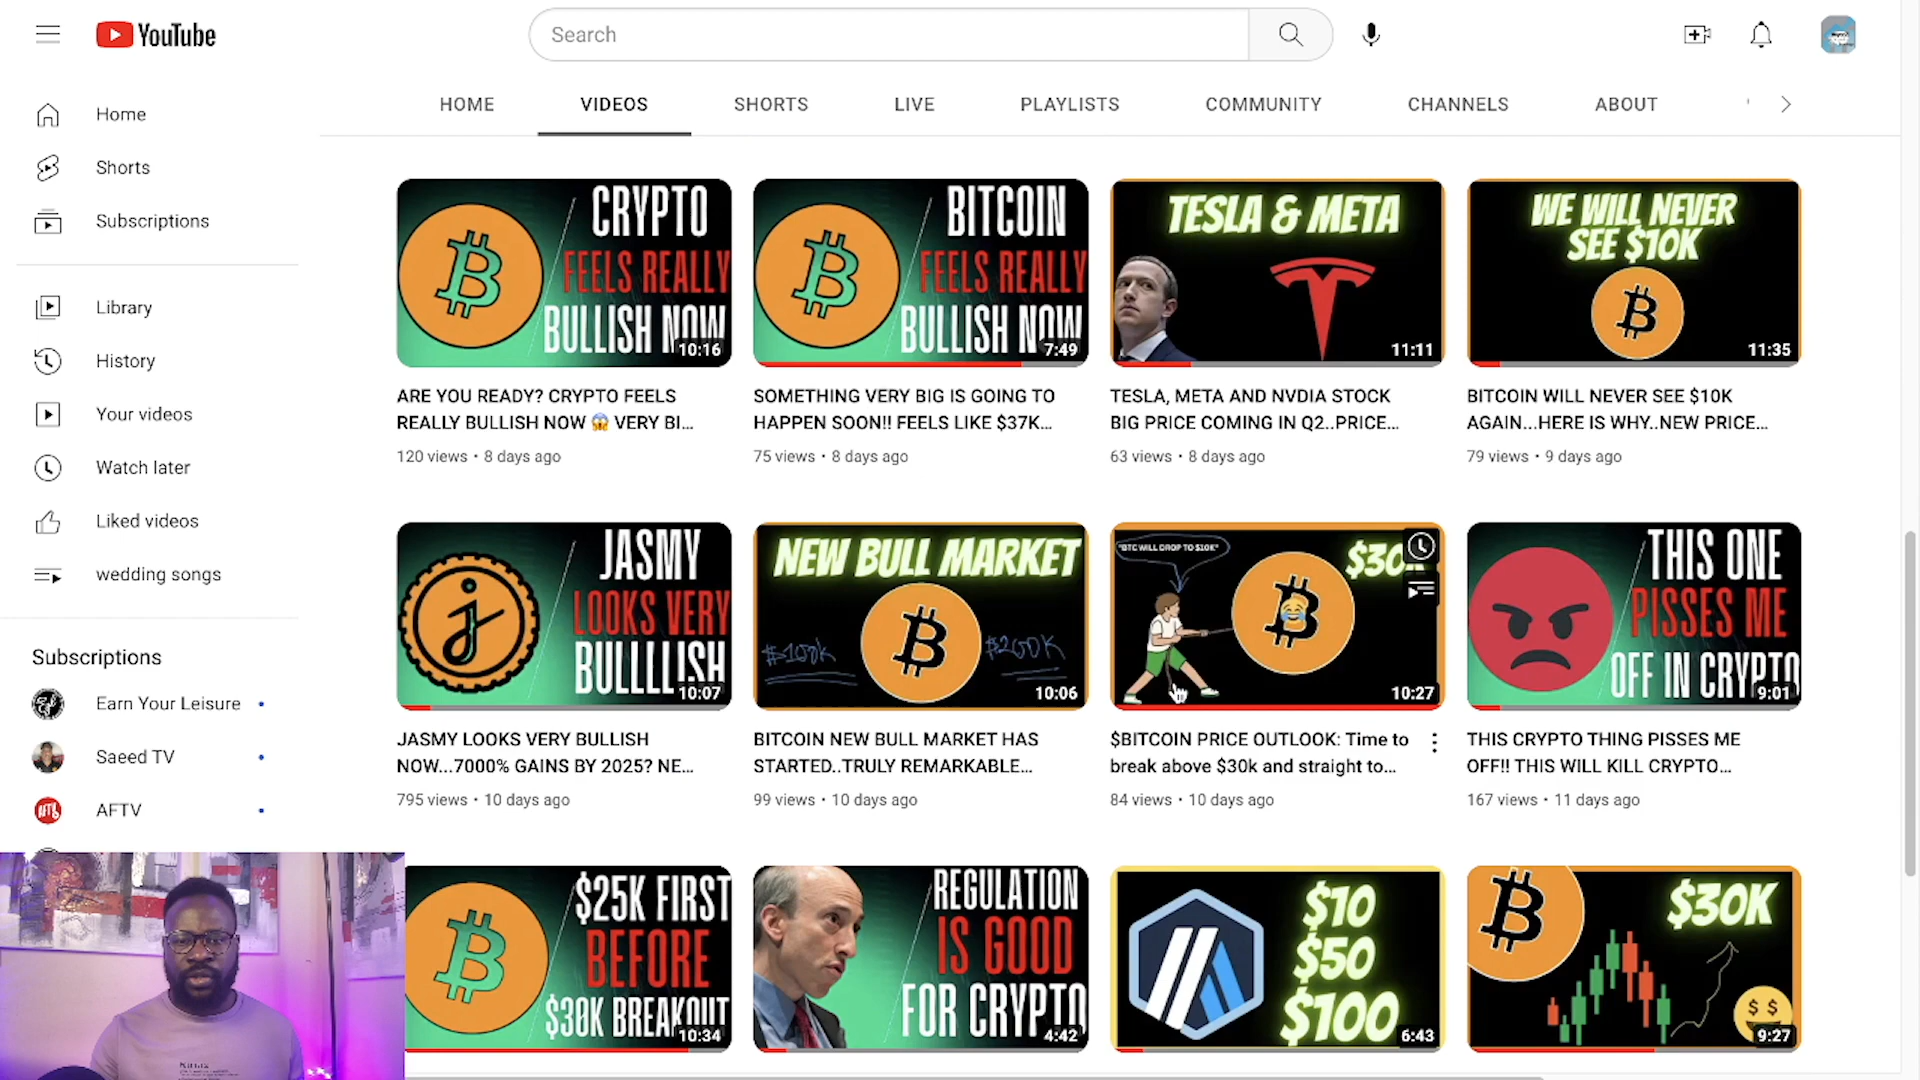 YouTube
Search
HOME
VIDEOS
SHORTS
LIVE
PLAYLISTS
COMMUNITY
CHANNELS
ABOUT
Home
Shorts
Subscriptions
Library
History
Your videos
Watch later
Liked videos
wedding songs
Subscriptions
Earn Your Leisure
Saeed TV
AFTV
CRYPTO
FEELS REALLY
BULLISH NOW
10:16
ARE YOU READY? CRYPTO FEELS
REALLY BULLISH NOW 😱 VERY BI...
120 views • 8 days ago
BITCOIN
FEELS REALLY
BULLISH NOW
7:49
SOMETHING VERY BIG IS GOING TO
HAPPEN SOON!! FEELS LIKE $37K...
75 views • 8 days ago
TESLA & META
11:11
TESLA, META AND NVDIA STOCK
BIG PRICE COMING IN Q2..PRICE...
63 views • 8 days ago
WE WILL NEVER
SEE $10K
11:35
BITCOIN WILL NEVER SEE $10K
AGAIN...HERE IS WHY..NEW PRICE...
79 views • 9 days ago
JASMY
LOOKS VERY
BULLLLISH
10:07
JASMY LOOKS VERY BULLISH
NOW...7000% GAINS BY 2025? NE...
795 views • 10 days ago
NEW BULL MARKET
$100k
$200K
10:06
BITCOIN NEW BULL MARKET HAS
STARTED..TRULY REMARKABLE...
99 views • 10 days ago
"BTC WILL DROP TO $10K"
$30
10:27
$BITCOIN PRICE OUTLOOK: Time to
break above $30k and straight to...
84 views • 10 days ago
THIS ONE
PISSES ME
OFF IN CRYPTO
9:01
THIS CRYPTO THING PISSES ME
OFF!! THIS WILL KILL CRYPTO...
167 views • 11 days ago
$25K FIRST
BEFORE
$30K BREAKOUT
10:34
REGULATION
IS GOOD
FOR CRYPTO
4:42
$10
$50
$100
6:43
$30K
$ $
9:27